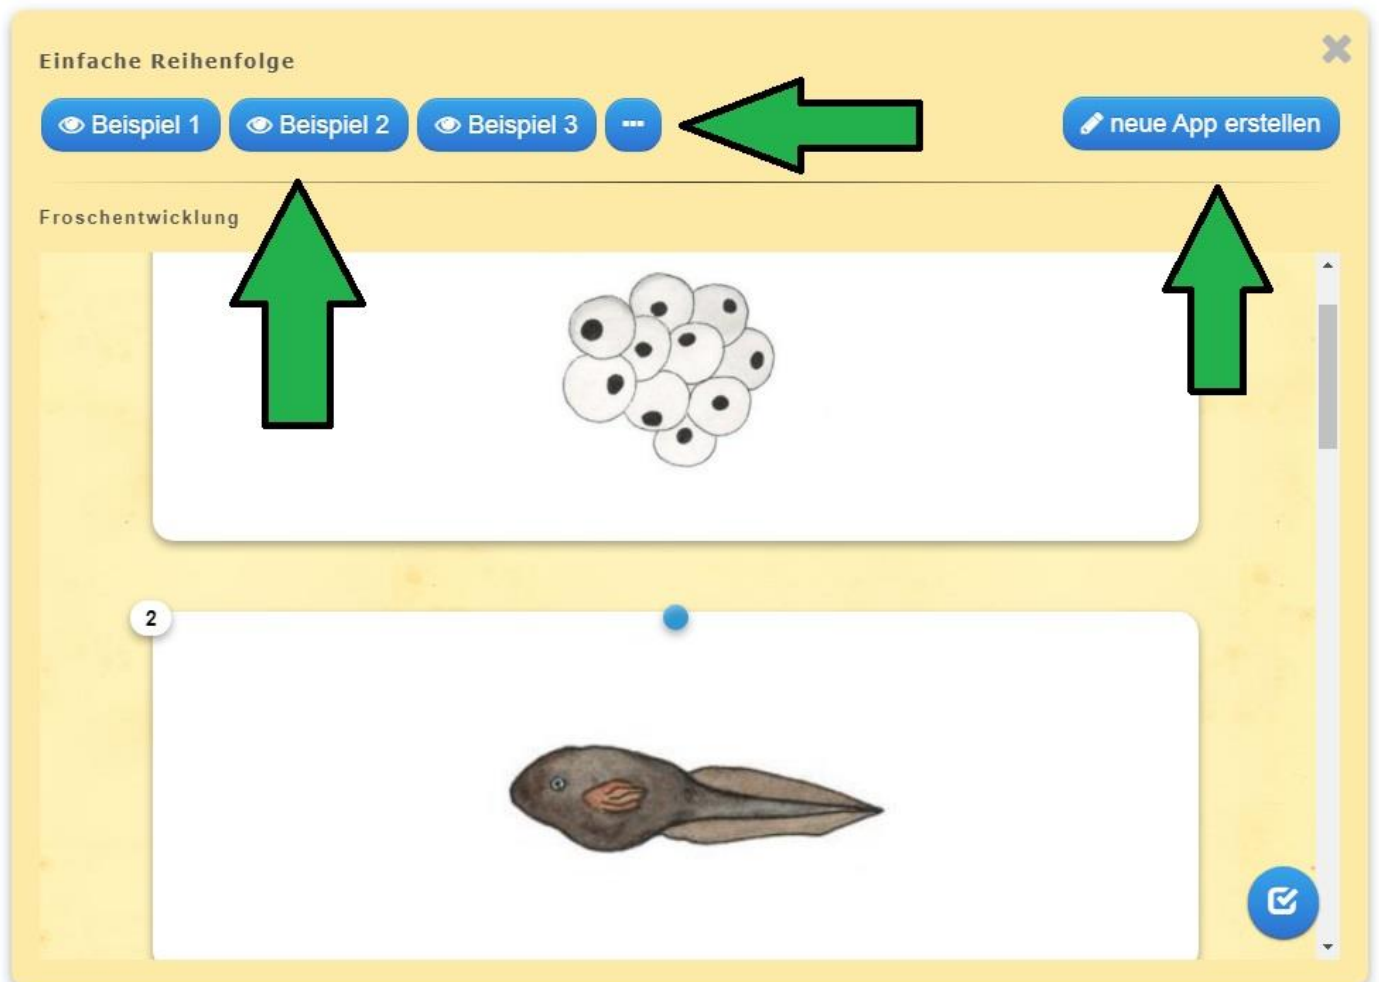 Einfache Reihenfolge
Beispiel 1 Beispiel 2 Beispiel 3 ... neue App erstellen
Froschentwicklung
2